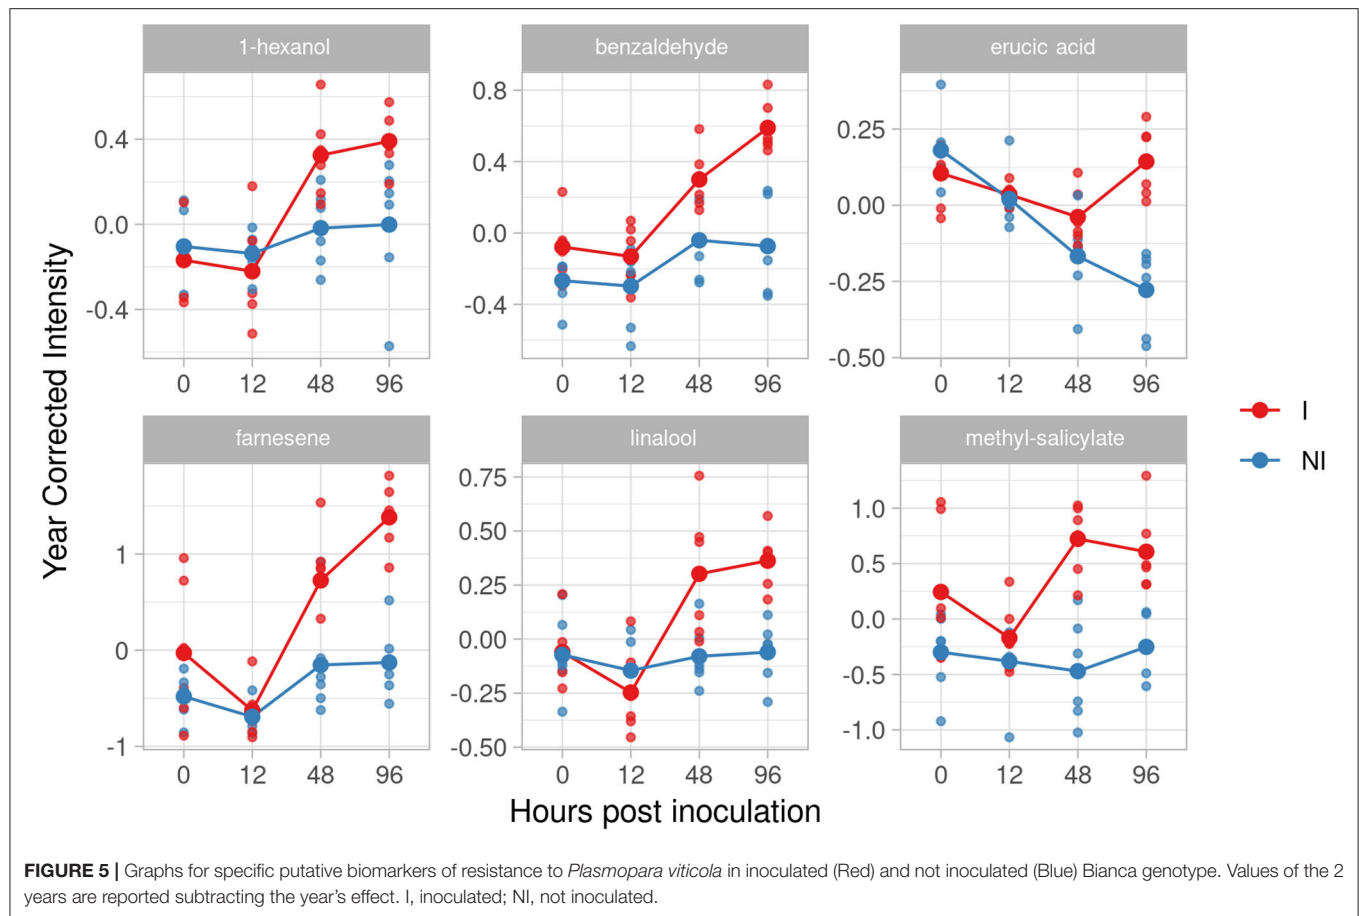 1-hexanol benzaldehyde erucic acid
0.4
0.0
-0.4
0.8
0.4
0.0
-0.4
0.25
0.00
-0.25
-0.50
0 12 48 96
0 12 48 96
0 12 48 96
Year Corrected Intensity
I
NI
farnesene linalool methyl-salicylate
1
0
-1
0.75
0.50
0.25
0.00
-0.25
-0.50
1.0
0.5
0.0
-0.5
-1.0
0 12 48 96
0 12 48 96
0 12 48 96
Hours post inoculation
FIGURE 5 | Graphs for specific putative biomarkers of resistance to Plasmopara viticola in inoculated (Red) and not inoculated (Blue) Bianca genotype. Values of the 2
years are reported subtracting the year's effect. I, inoculated; NI, not inoculated.